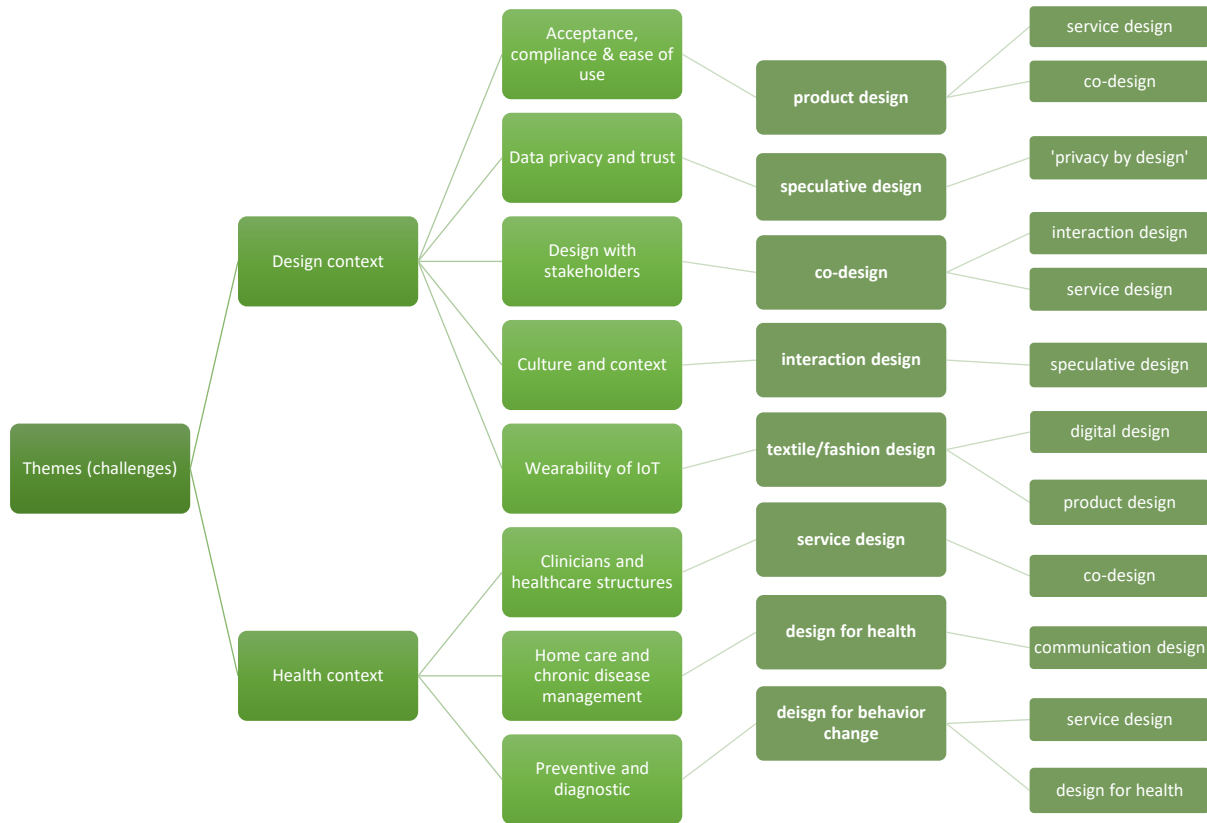 Themes (challenges)
Design context
Health context
Acceptance,
compliance & ease of
use
Data privacy and trust
Design with
stakeholders
Culture and context
Wearability of IoT
Clinicians and
healthcare structures
Home care and
chronic disease
management
Preventive and
diagnostic
product design
speculative design
co-design
interaction design
textile/fashion design
service design
design for health
deisgn for behavior
change
service design
co-design
'privacy by design'
interaction design
service design
speculative design
digital design
product design
co-design
communication design
service design
design for health